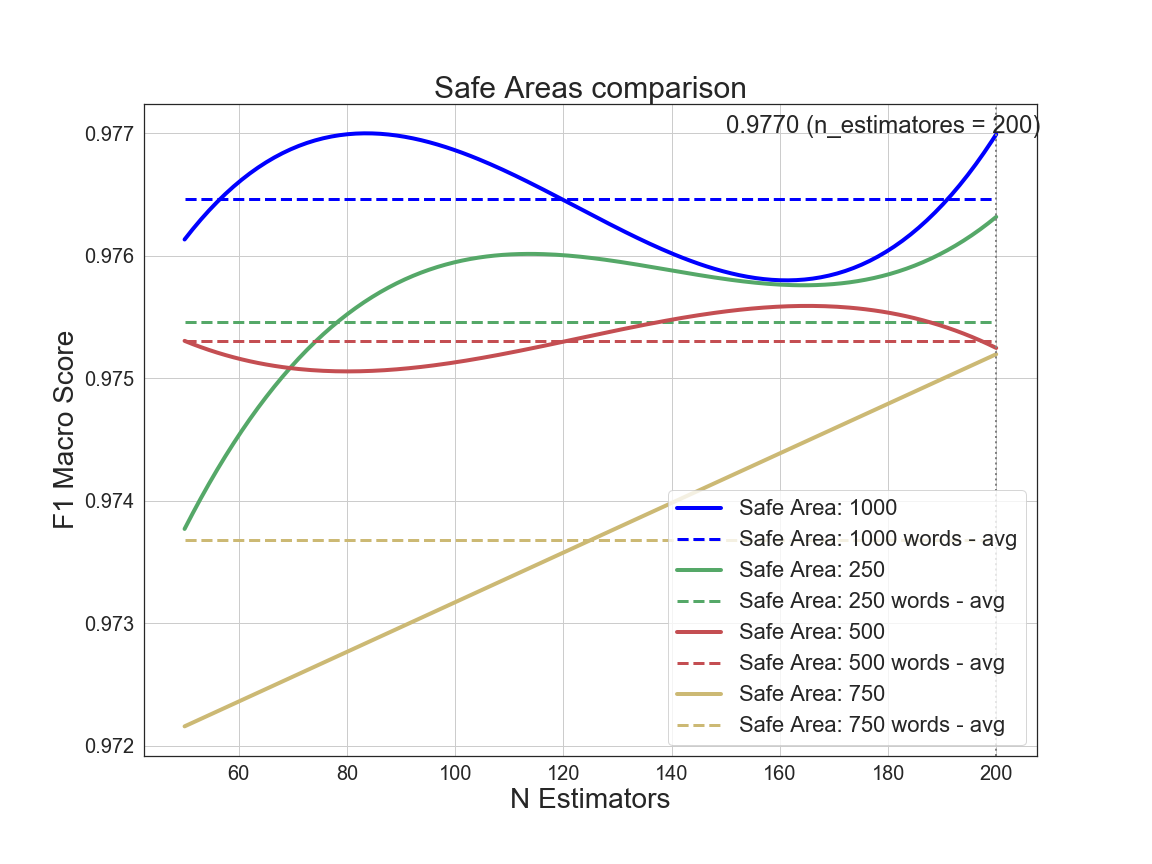 Safe Areas comparison
0.9770 (n_estimatores = 200)
F1 Macro Score
0.977
0.976
0.975
0.974
0.973
0.972
Safe Area: 1000
Safe Area: 1000 words - avg
Safe Area: 250
Safe Area: 250 words - avg
Safe Area: 500
Safe Area: 500 words - avg
Safe Area: 750
Safe Area: 750 words - avg
60 80 100 120 140 160 180 200
N Estimators